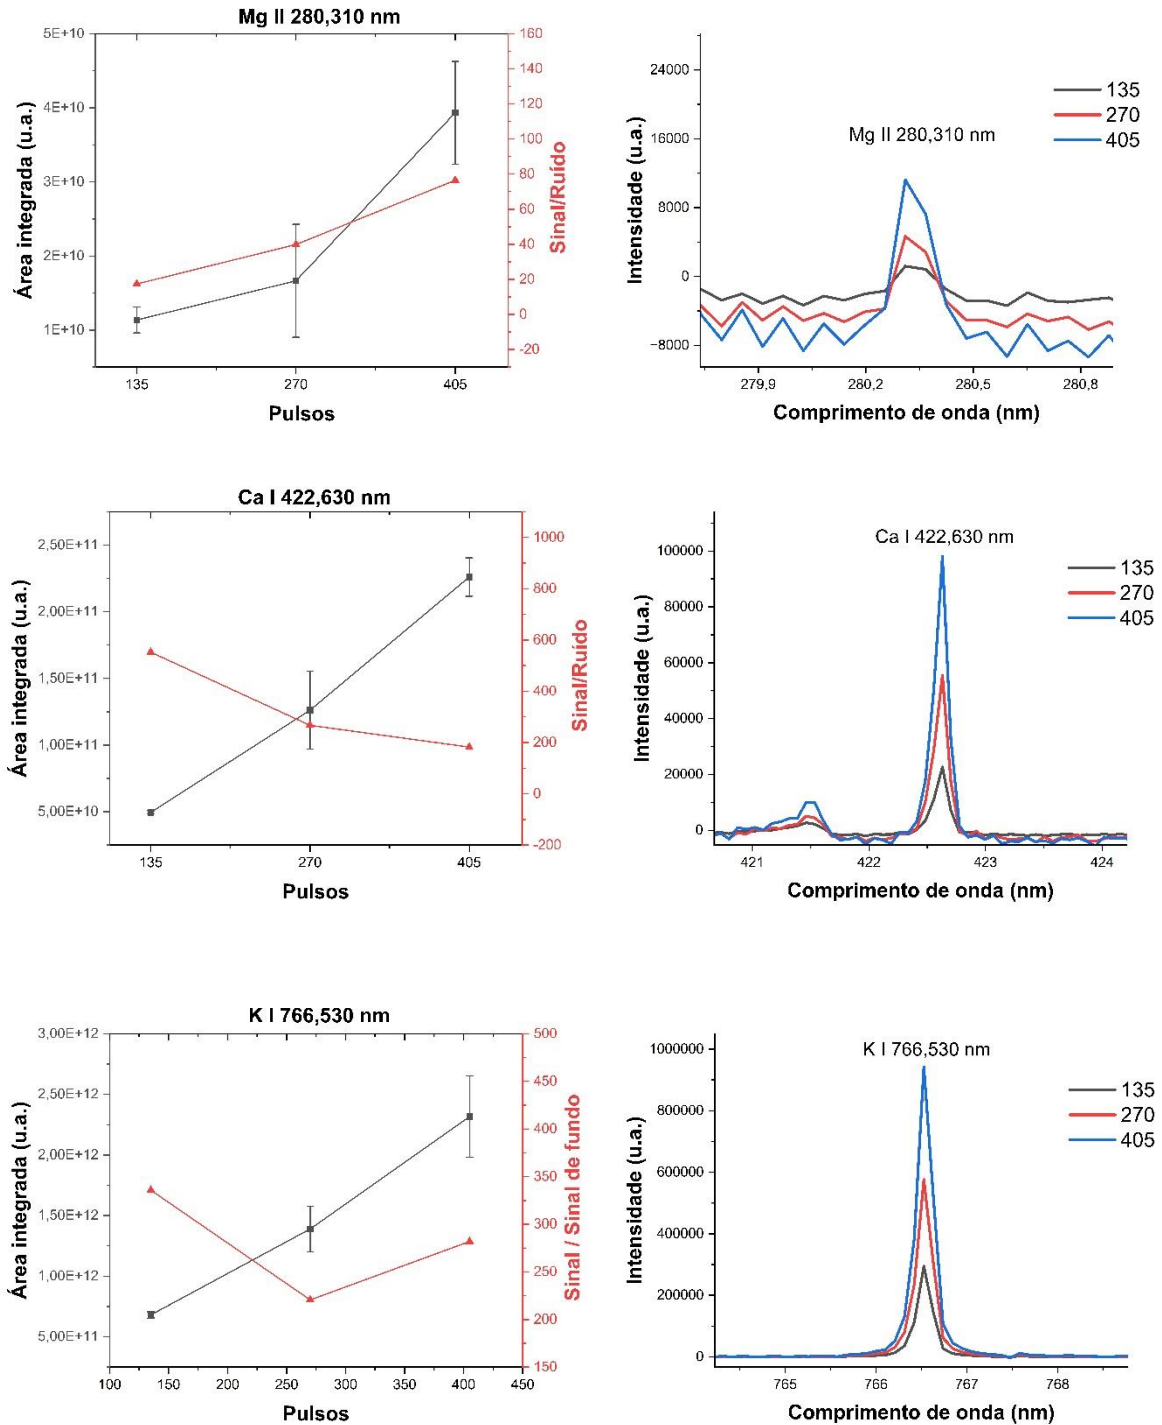 Mg II 280,310 nm
5E+10
4E+10
3E+10
2E+10
1E+10
Área integrada (u.a.)
160
140
120
100
80
60
40
20
0
-20
Sinal/Ruído
135
270
405
Pulsos
24000
16000
8000
0
-8000
Intensidade (u.a.)
Mg II 280,310 nm
135
270
405
279,9
280,2
280,5
280,8
Comprimento de onda (nm)
Ca I 422,630 nm
2,50E+11
2,00E+11
1,50E+11
1,00E+11
5,00E+10
Área integrada (u.a.)
1000
800
600
400
200
0
-200
Sinal/Ruído
135
270
405
Pulsos
100000
80000
60000
40000
20000
0
Intensidade (u.a.)
Ca I 422,630 nm
135
270
405
421
422
423
424
Comprimento de onda (nm)
K I 766,530 nm
3,00E+12
2,50E+12
2,00E+12
1,50E+12
1,00E+12
5,00E+11
Área integrada (u.a.)
500
450
400
350
300
250
200
150
Sinal / Sinal de fundo
100
150
200
250
300
350
400
450
Pulsos
1000000
800000
600000
400000
200000
0
Intensidade (u.a.)
K I 766,530 nm
135
270
405
765
766
767
768
Comprimento de onda (nm)